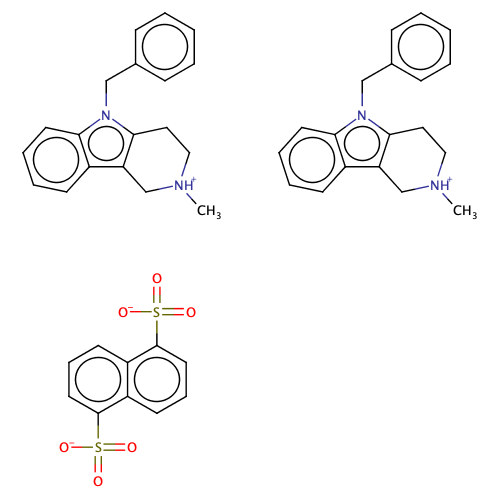 N N
NH+ NH+
CH3 CH3
O
O- S O
O- S O
O